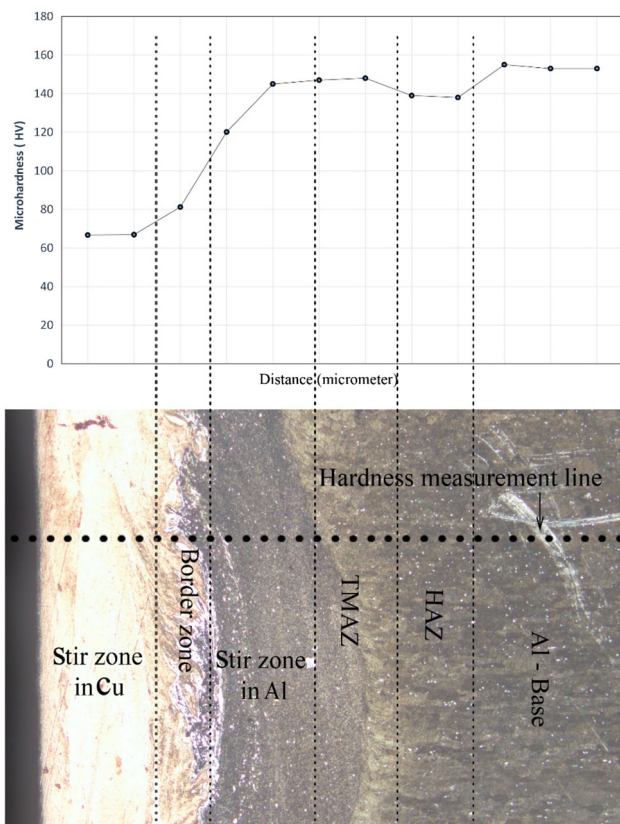 180
160
140
120
100
80
60
40
20
0
Microhardness ( HV)
Distance (micrometer)
Hardness measurement line
Border zone
TMAZ
HAZ
Al - Base
Stir zone
in Cu
Stir zone
in Al